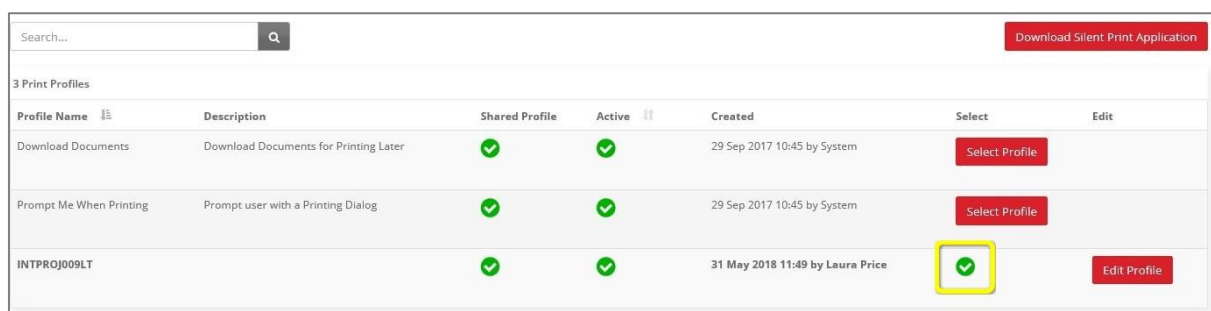 Search...
Download Silent Print Application
3 Print Profiles
Profile Name Description Shared Profile Active Created Select Edit
Download Documents Download Documents for Printing Later 29 Sep 2017 10:45 by System Select Profile
Prompt Me When Printing Prompt user with a Printing Dialog 29 Sep 2017 10:45 by System Select Profile
INTPROJ009LT 31 May 2018 11:49 by Laura Price Edit Profile